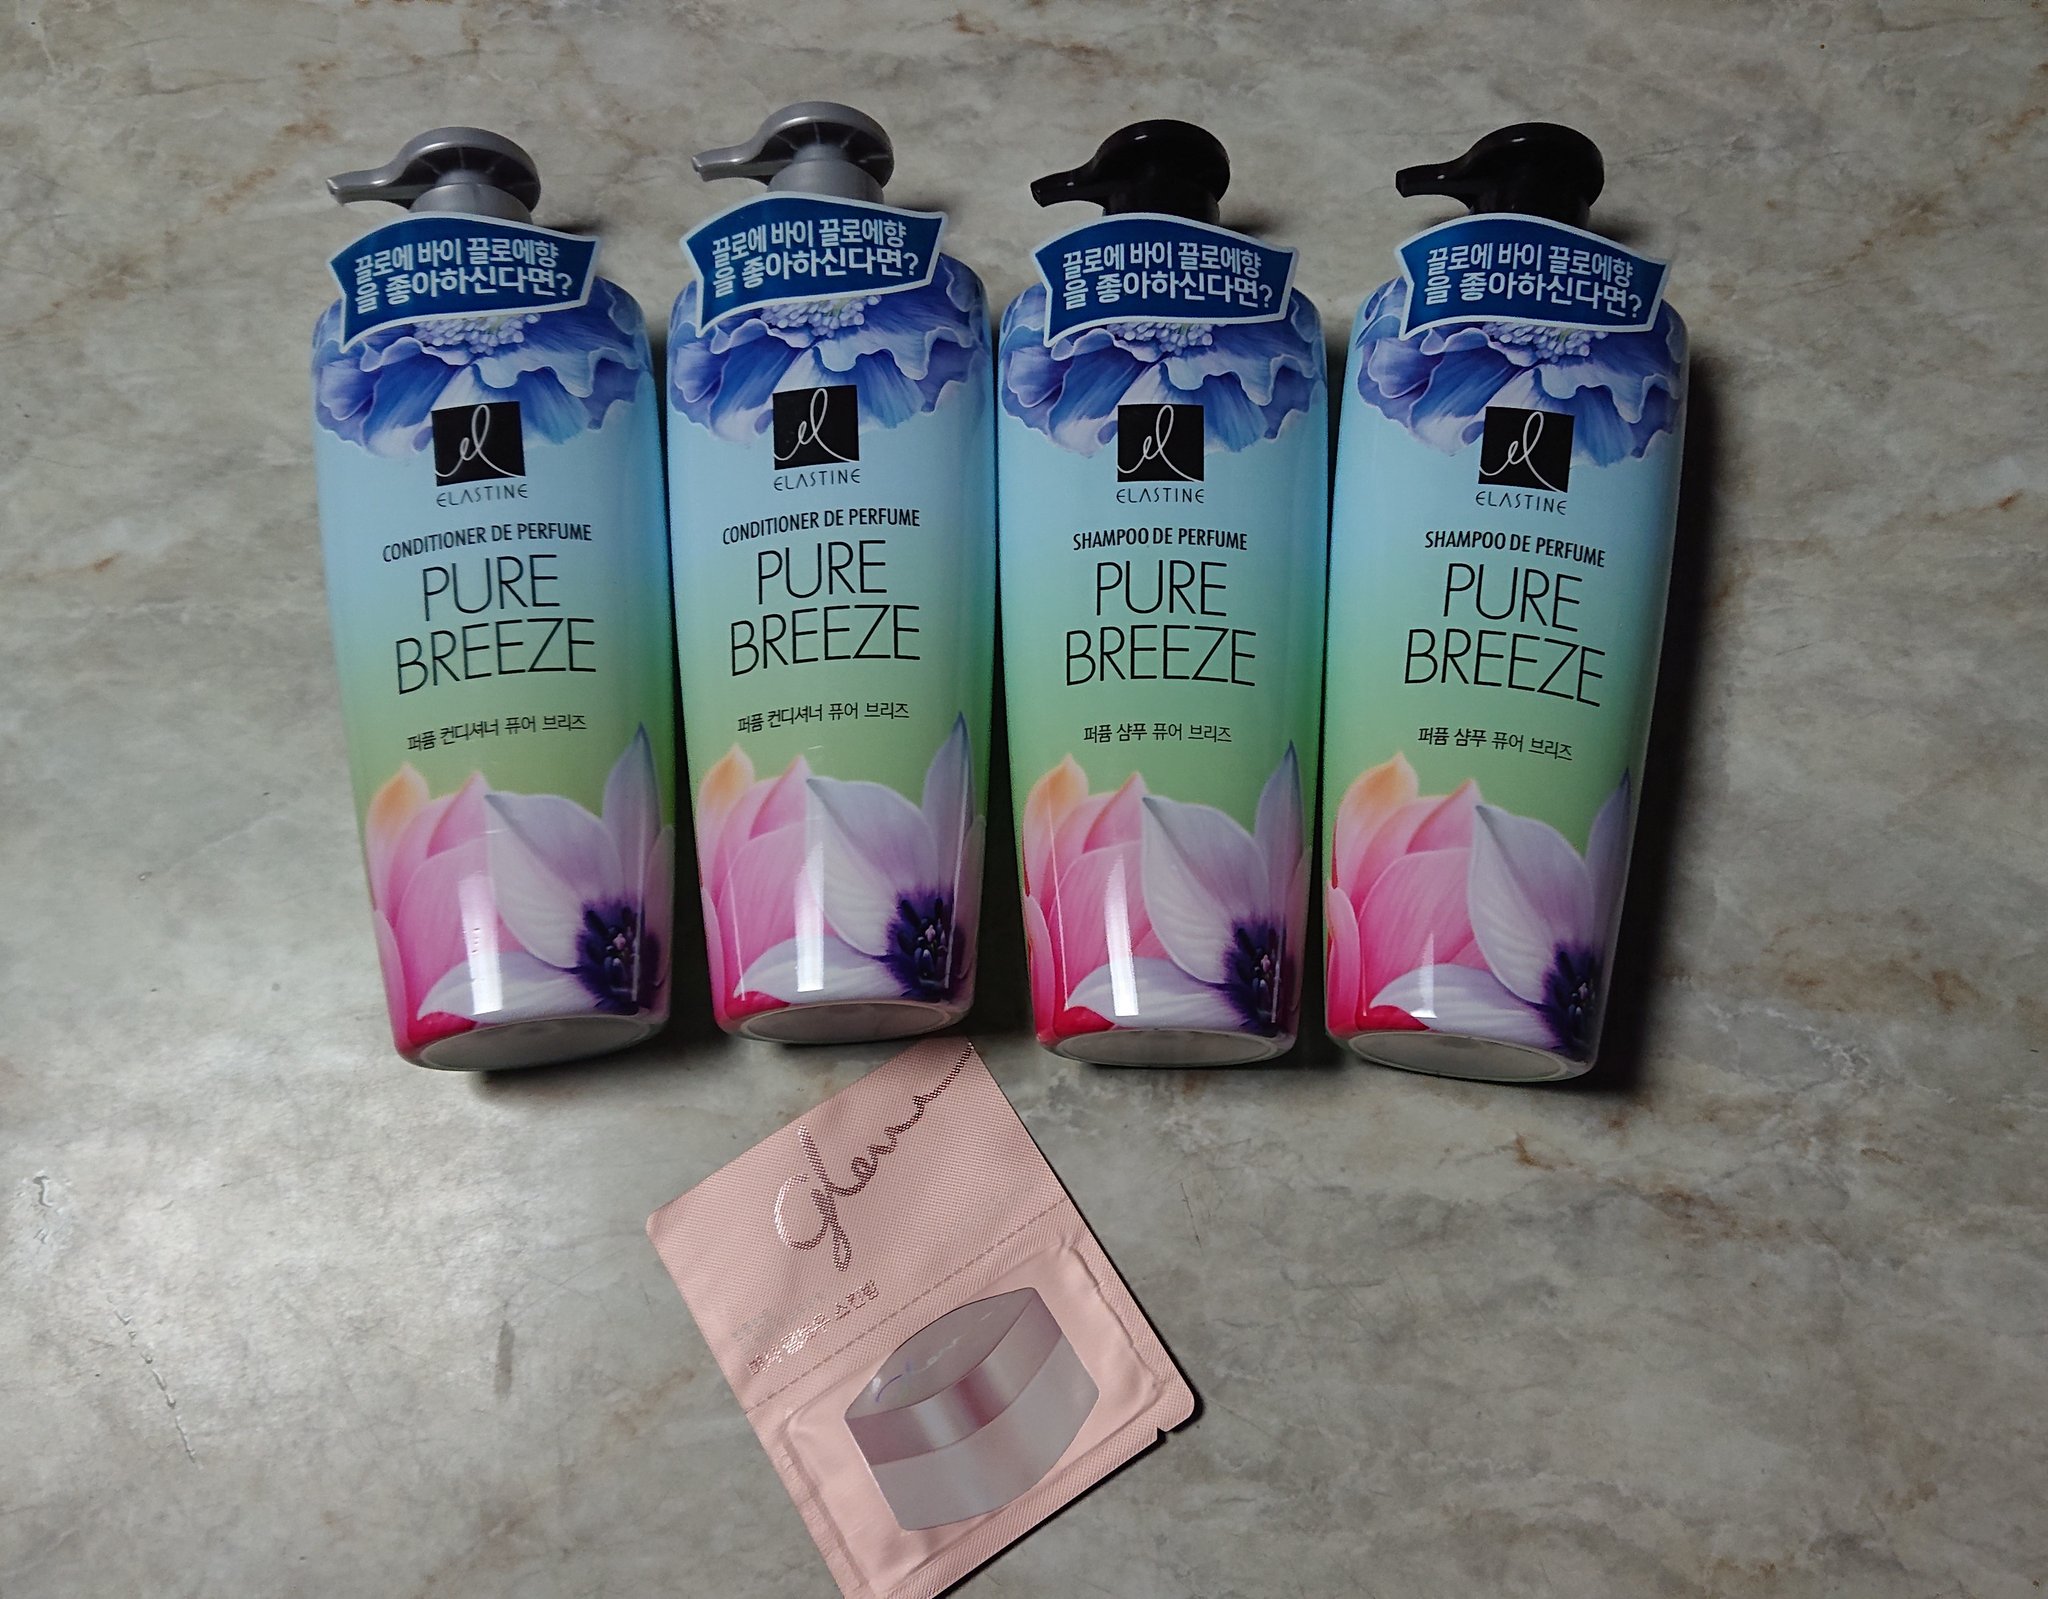 끌로에 바이 끌로에향
을 좋아하신다면?
el
ELASTINE
CONDITIONER DE PERFUME
PURE
BREEZE
퍼퓸 컨디셔너 퓨어 브리즈
끌로에 바이 끌로에향
을 좋아하신다면?
el
ELASTINE
CONDITIONER DE PERFUME
PURE
BREEZE
퍼퓸 컨디셔너 퓨어 브리즈
끌로에 바이 끌로에향
을 좋아하신다면?
el
ELASTINE
SHAMPOO DE PERFUME
PURE
BREEZE
퍼퓸 샴푸 퓨어 브리즈
끌로에 바이 끌로에향
을 좋아하신다면?
el
ELASTINE
SHAMPOO DE PERFUME
PURE
BREEZE
퍼퓸 샴푸 퓨어 브리즈